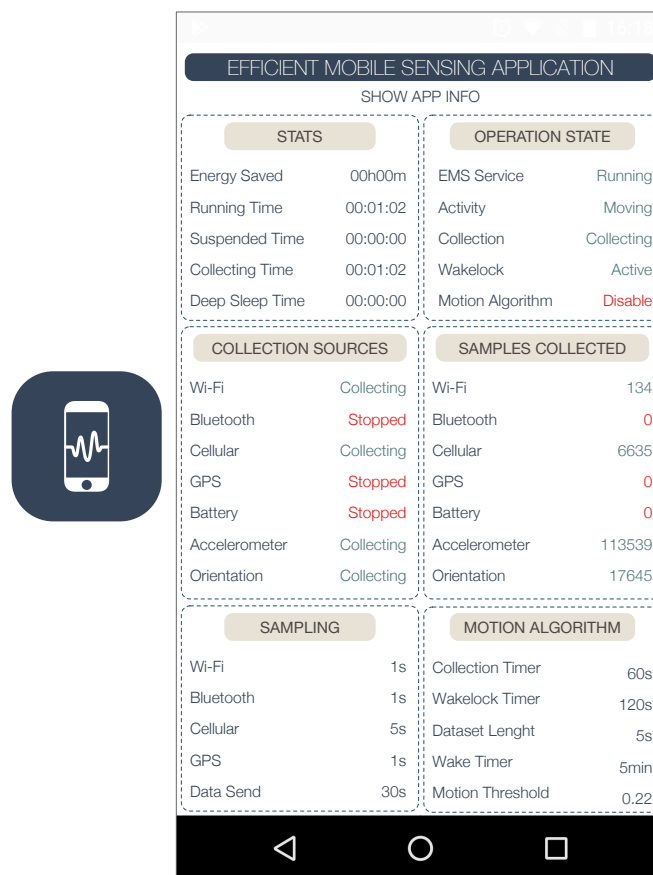 16:18
EFFICIENT MOBILE SENSING APPLICATION
SHOW APP INFO
STATS
Energy Saved 00h00m
Running Time 00:01:02
Suspended Time 00:00:00
Collecting Time 00:01:02
Deep Sleep Time 00:00:00
OPERATION STATE
EMS Service Running
Activity Moving
Collection Collecting
Wakelock Active
Motion Algorithm Disable
COLLECTION SOURCES
Wi-Fi Collecting
Bluetooth Stopped
Cellular Collecting
GPS Stopped
Battery Stopped
Accelerometer Collecting
Orientation Collecting
SAMPLES COLLECTED
Wi-Fi 134
Bluetooth 0
Cellular 6635
GPS 0
Battery 0
Accelerometer 113539
Orientation 17645
SAMPLING
Wi-Fi 1s
Bluetooth 1s
Cellular 5s
GPS 1s
Data Send 30s
MOTION ALGORITHM
Collection Timer 60s
Wakelock Timer 120s
Dataset Lenght 5s
Wake Timer 5min
Motion Threshold 0.22